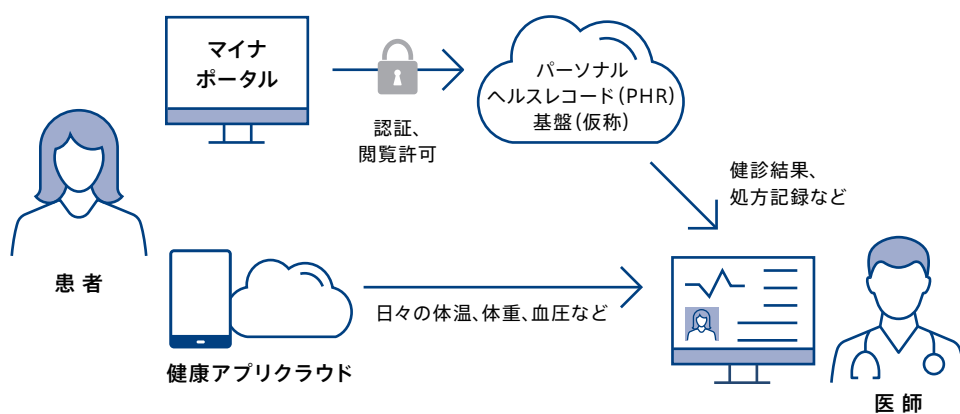 マイナ
ポータル
認証、
閲覧許可
パーソナル
ヘルスレコード(PHR)
基盤(仮称)
健診結果、
処方記録など
患者
日々の体温、体重、血圧など
健康アプリクラウド
医師